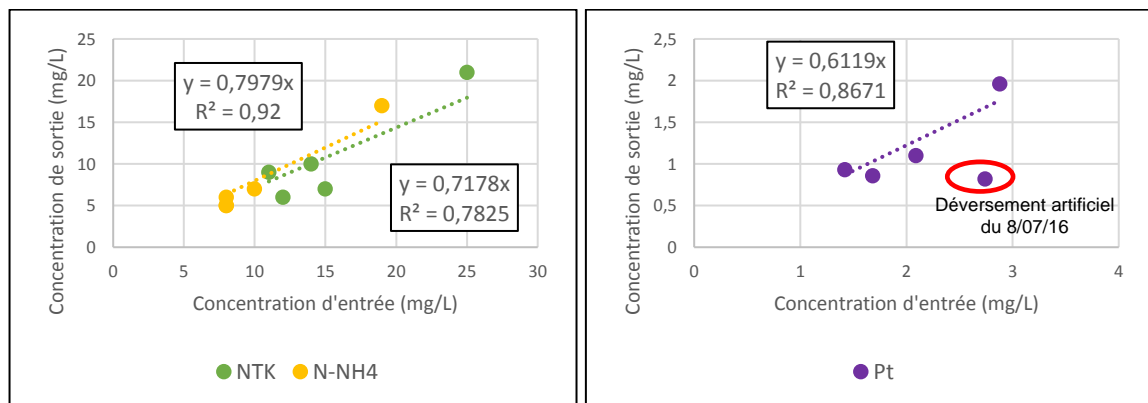 Concentration de sortie (mg/L)
25
20
15
10
5
0
y = 0,7979x
R² = 0,92
y = 0,7178x
R² = 0,7825
0 5 10 15 20 25 30
Concentration d'entrée (mg/L)
NTK N-NH4
Concentration de sortie (mg/L)
2,5
2
1,5
1
0,5
0
y = 0,6119x
R² = 0,8671
Déversement artificiel
du 8/07/16
0 1 2 3 4
Concentration d'entrée (mg/L)
Pt